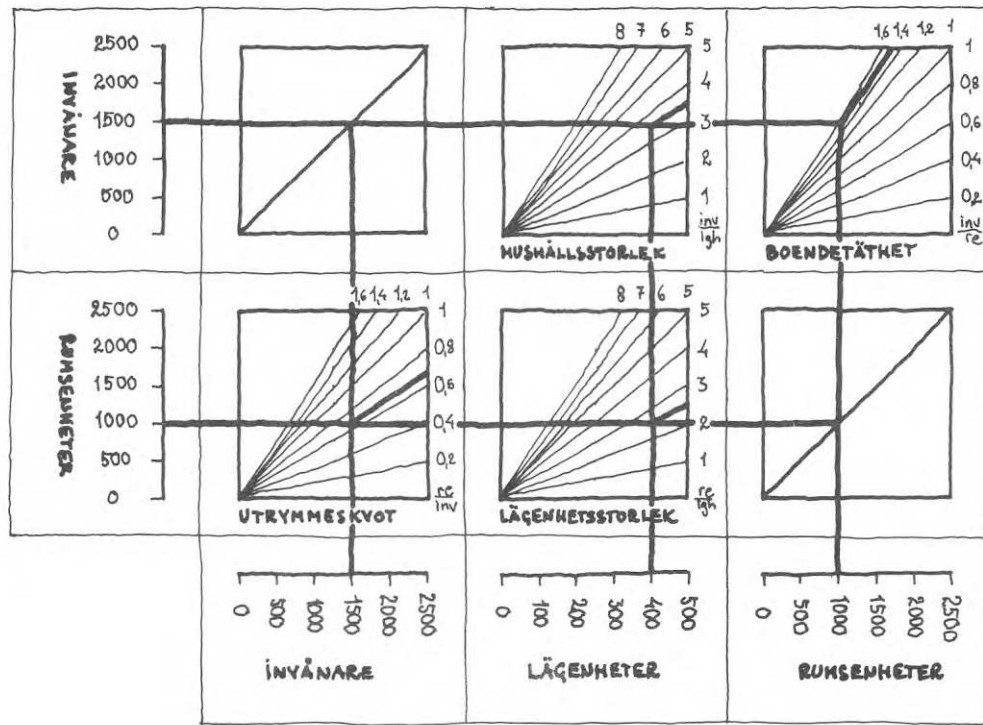 8 7 6 5
1,6 1,4 1,2 1
2500
5
1
2000
4
0,8
INVÅNARE
1500
3
0,6
1000
2
0,4
500
1
0,2
0
inv/lgh
inv/re
HUSHÅLLSSTORLEK
BOENDETÄTHET
1,6 1,4 1,2 1
8 7 6 5
2500
1
5
2000
0,8
4
RUMSENHETER
1500
0,6
3
1000
0,4
2
500
0,2
1
0
re/inv
re/lgh
UTRYMMESKVOT
LÄGENHETSSTORLEK
0 500 1000 1500 2000 2500
0 100 200 300 400 500
0 500 1000 1500 2000 2500
INVÅNARE
LÄGENHETER
RUMSENHETER